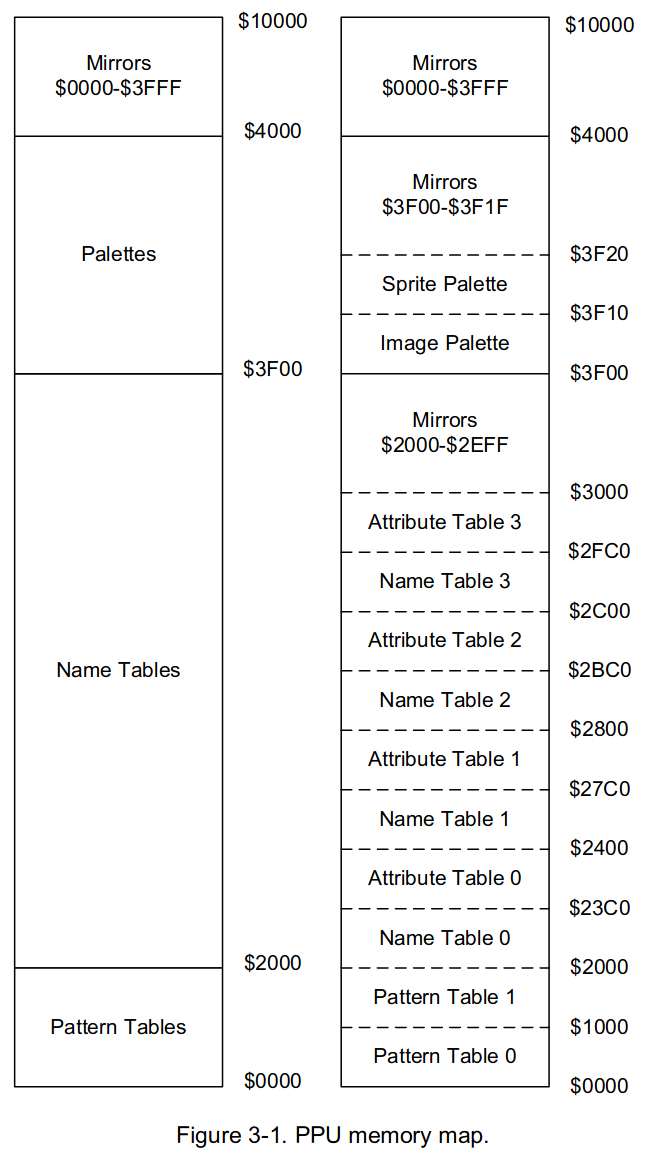 $10000
Mirrors
$0000-$3FFF
$4000
Palettes
$3F00
Name Tables
$2000
Pattern Tables
$0000
$10000
Mirrors
$0000-$3FFF
$4000
Mirrors
$3F00-$3F1F
$3F20
Sprite Palette
$3F10
Image Palette
$3F00
Mirrors
$2000-$2EFF
$3000
Attribute Table 3
$2FC0
Name Table 3
$2C00
Attribute Table 2
$2BC0
Name Table 2
$2800
Attribute Table 1
$27C0
Name Table 1
$2400
Attribute Table 0
$23C0
Name Table 0
$2000
Pattern Table 1
$1000
Pattern Table 0
$0000
Figure 3-1. PPU memory map.